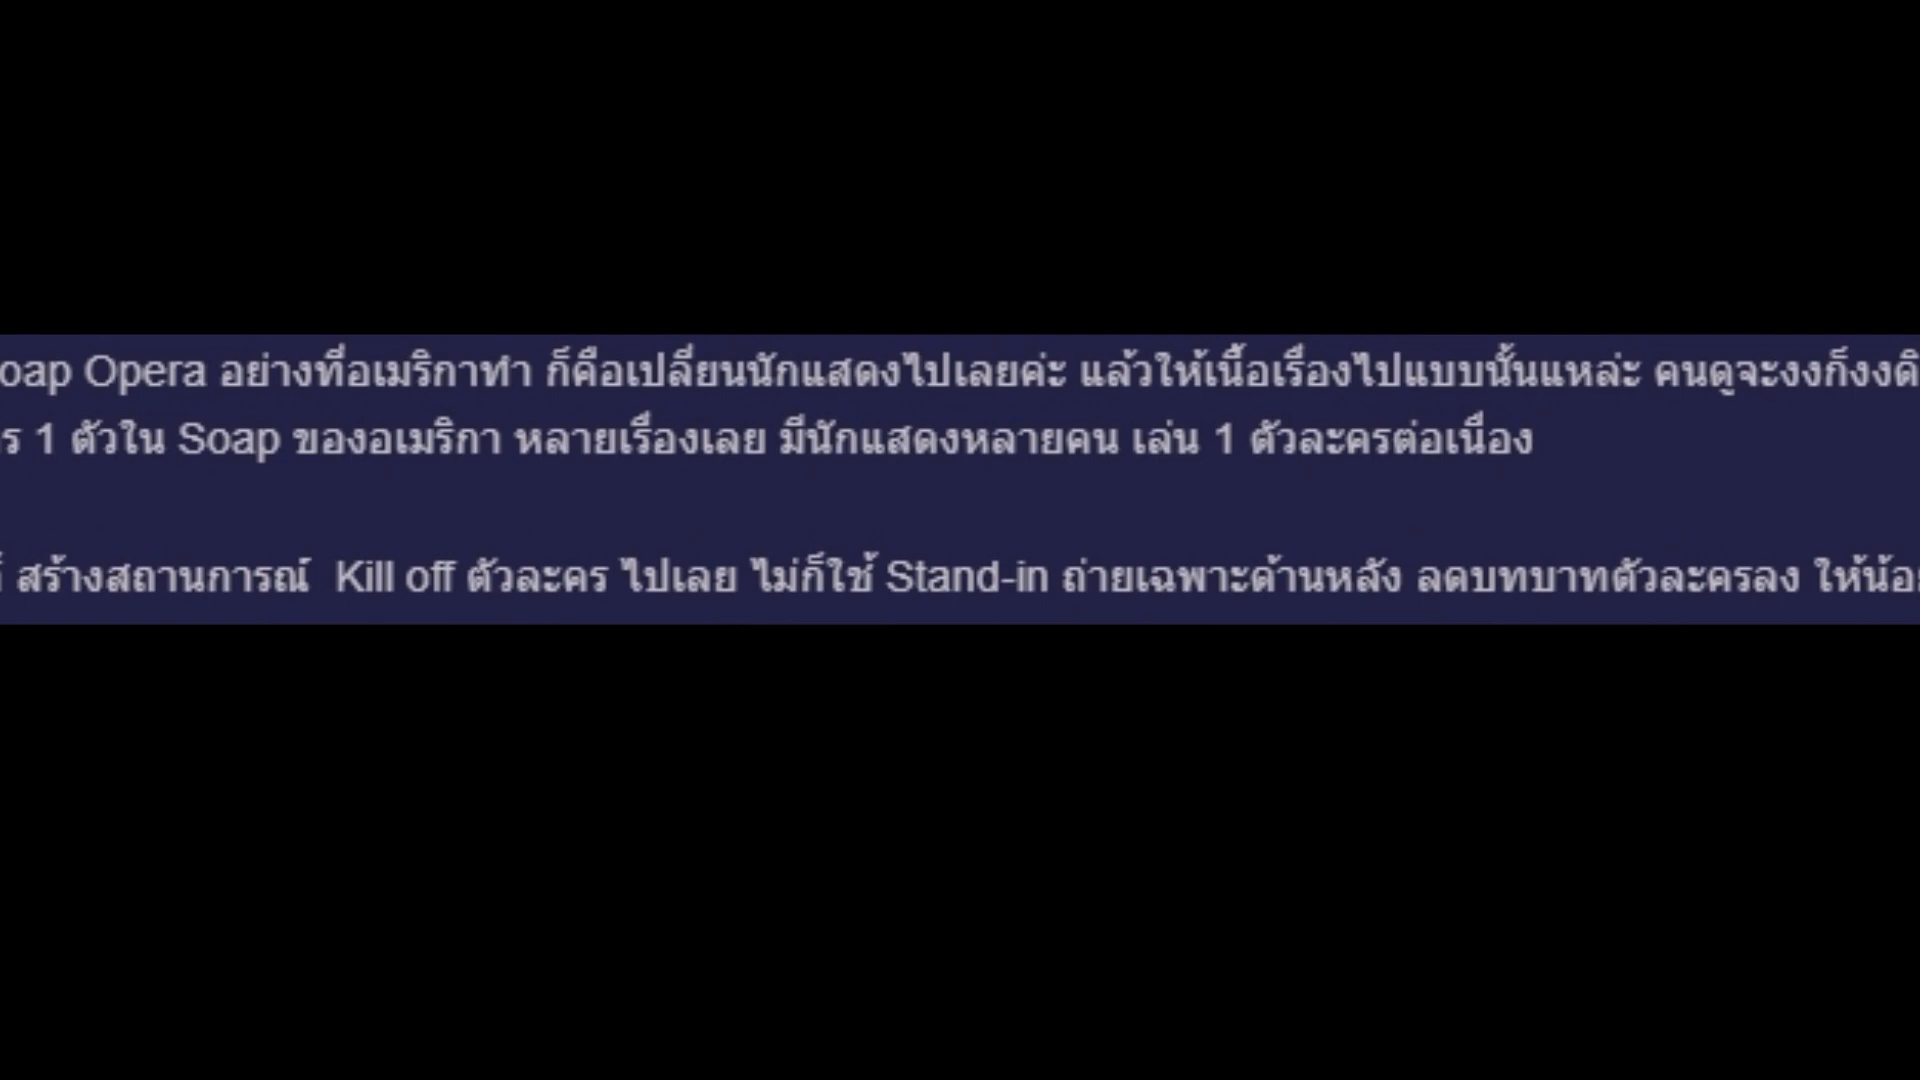 oap Opera อย่างที่อเมริกาทำ ก็คือเปลี่ยนนักแสดงไปเลยค่ะ แล้วให้เนื้อเรื่องไปแบบนั้นแหล่ะ คนดูจะงงก็งง
ร 1 ตัวใน Soap ของอเมริกา หลายเรื่องเลย มีนักแสดงหลายคน เล่น 1 ตัวละครต่อเนื่อง
สร้างสถานการณ์ Kill off ตัวละคร ไปเลย ไม่ก็ใช้ Stand-in ถ่ายเฉพาะด้านหลัง ลดบทบาทตัวละครลง